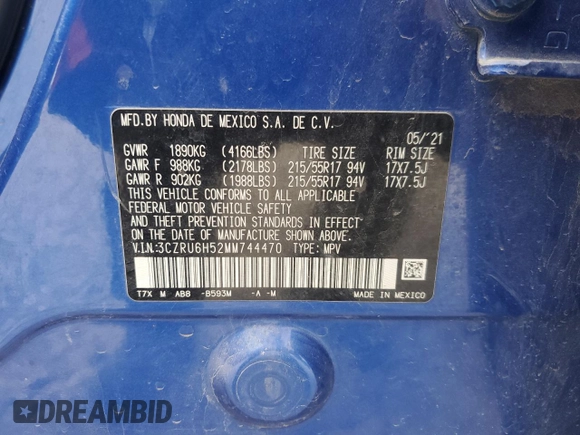 MFD.BY HONDA DE MEXICO S.A. DE C.V.
05/'21
GVWR 1890KG (4166LBS) TIRE SIZE RIM SIZE
GAWR F 988KG (2178LBS) 215/55R17 94V 17X7.5J
GAWR R 902KG (1988LBS) 215/55R17 94V 17X7.5J
THIS VEHICLE CONFORMS TO ALL APPLICABLE
FEDERAL MOTOR VEHICLE SAFETY
AND THEFT PREVENTION STANDARDS
IN EFFECT ON THE
DATE OF MANUFACTURE SHOWN ABOVE.
V.I.N.:3CZRU6H52MM744470 TYPE: MPV
T7X M AB8 -B593M -A -M MADE IN MEXICO
DREAMBID